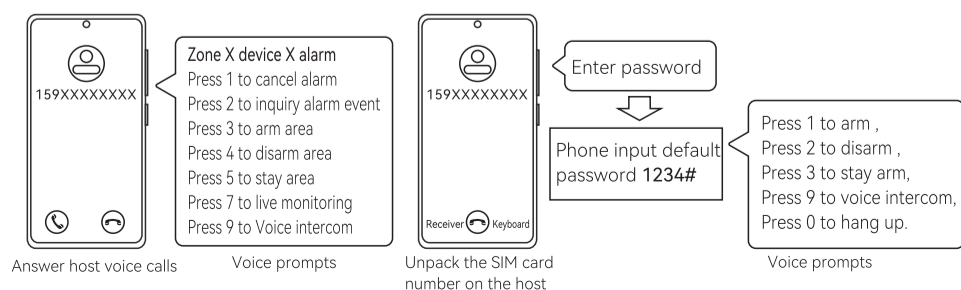 159XXXXXXXX
Answer host voice calls
Zone X device X alarm
Press 1 to cancel alarm
Press 2 to inquiry alarm event
Press 3 to arm area
Press 4 to disarm area
Press 5 to stay area
Press 7 to live monitoring
Press 9 to Voice intercom
Voice prompts
159XXXXXXXX
Receiver
Keyboard
Unpack the SIM card
number on the host
Enter password
Phone input default
password 1234#
Press 1 to arm ,
Press 2 to disarm ,
Press 3 to stay arm,
Press 9 to voice intercom,
Press 0 to hang up.
Voice prompts